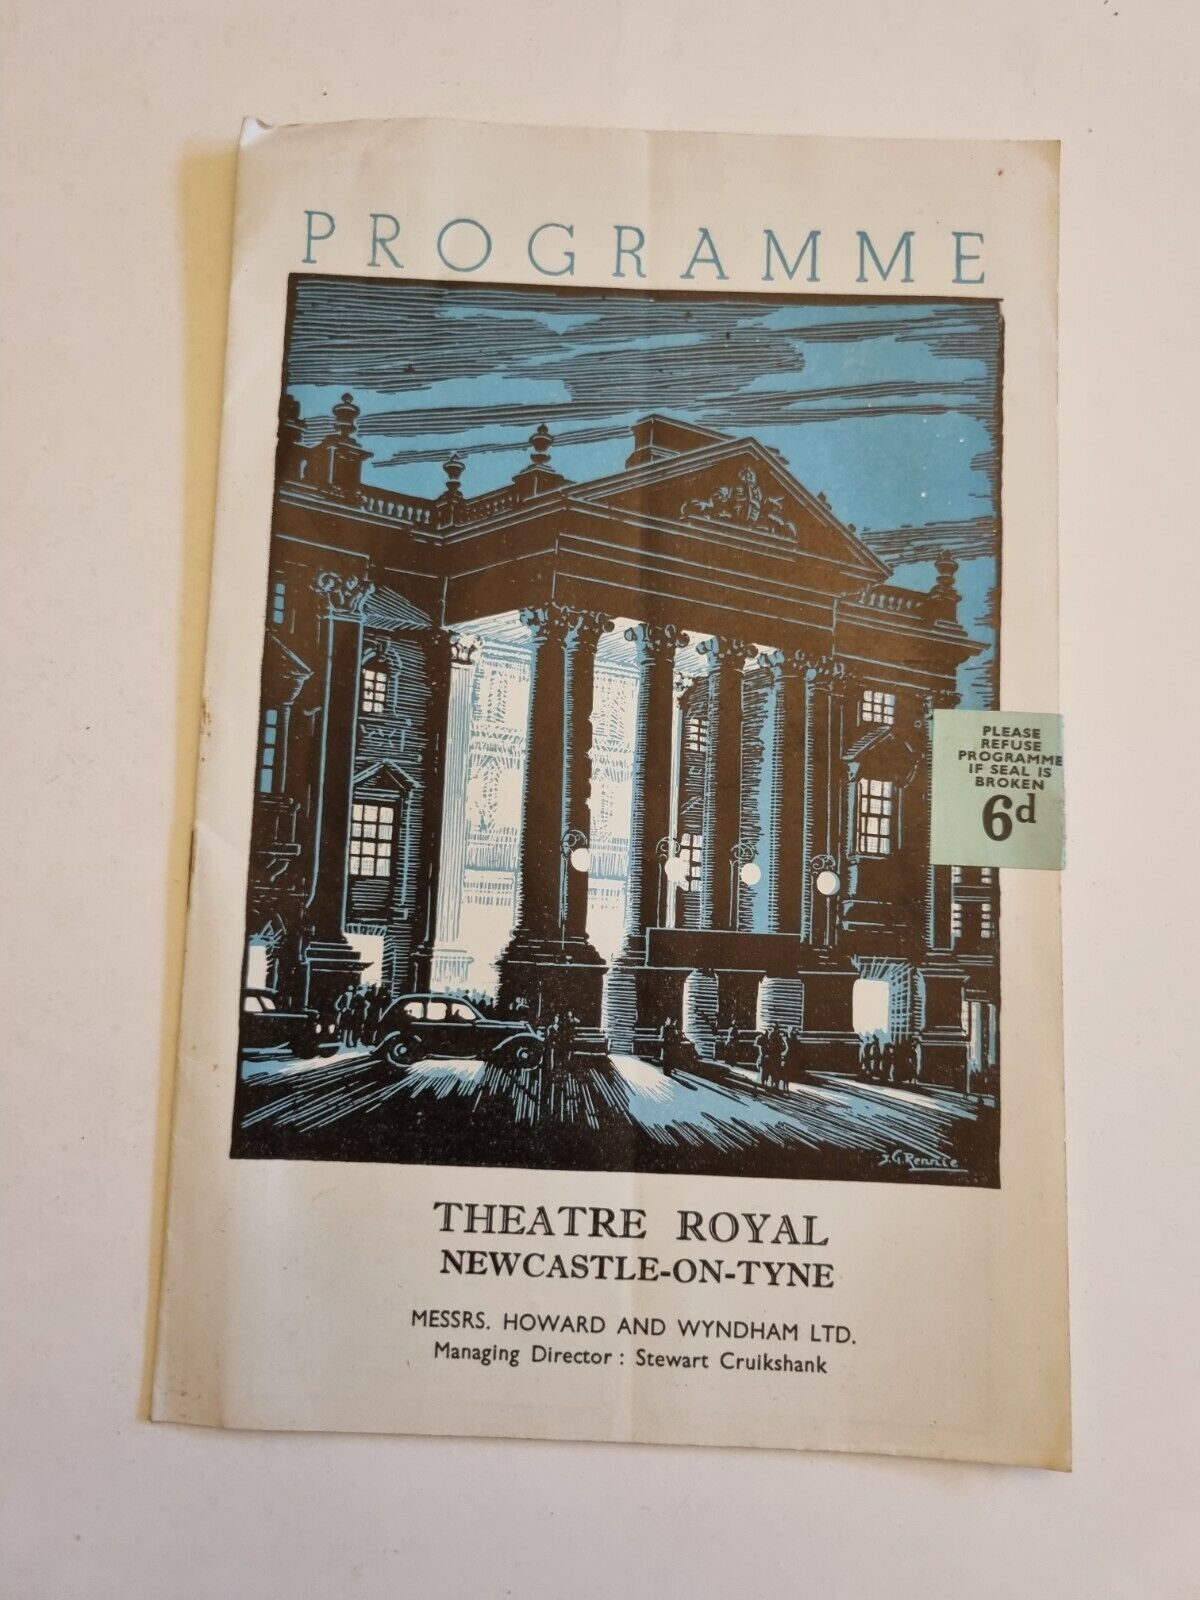 PROGRAMME
PLEASE
REFUSE
PROGRAMME
IF SEAL IS
BROKEN
6d
J.G.Rennie
THEATRE ROYAL
NEWCASTLE-ON-TYNE
MESSRS. HOWARD AND WYNDHAM LTD.
Managing Director : Stewart Cruikshank